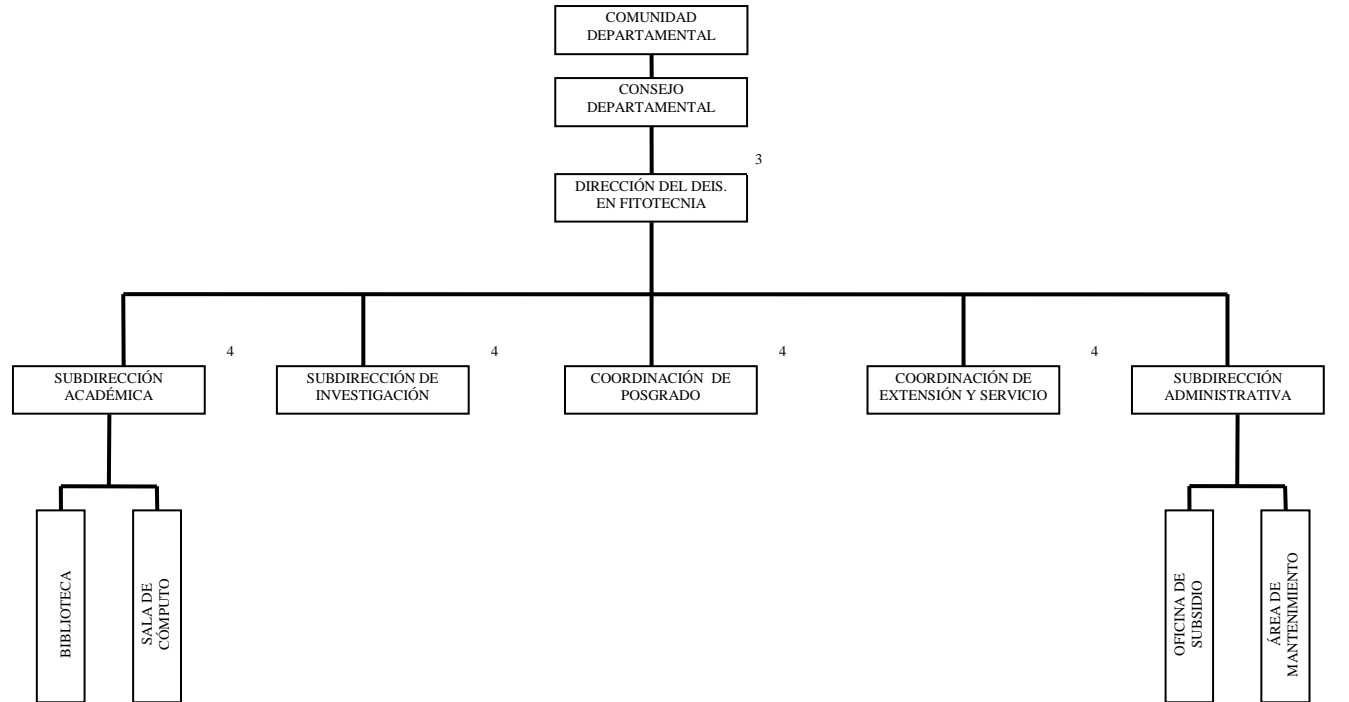 COMUNIDAD
DEPARTAMENTAL
CONSEJO
DEPARTAMENTAL
3
DIRECCIÓN DEL DEIS.
EN FITOTECNIA
4
4
4
4
SUBDIRECCIÓN
ACADÉMICA
SUBDIRECCIÓN DE
INVESTIGACIÓN
COORDINACIÓN DE
POSGRADO
COORDINACIÓN DE
EXTENSIÓN Y SERVICIO
SUBDIRECCIÓN
ADMINISTRATIVA
BIBLIOTECA
SALA DE
CÓMPUTO
OFICINA DE
SUBSIDIO
ÁREA DE
MANTENIMIENTO